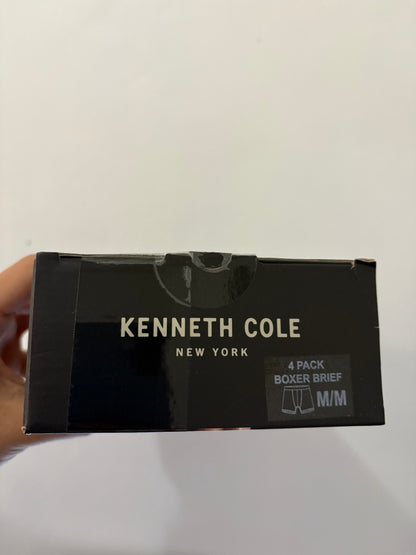 KENNETH COLE
NEW YORK
4 PACK
BOXER BRIEF
M/M